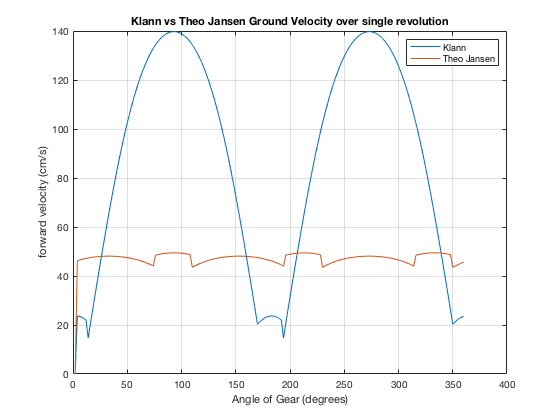 Klann vs Theo Jansen Ground Velocity over single revolution
Klann
Theo Jansen
forward velocity (cm/s)
140
120
100
80
60
40
20
0
0 50 100 150 200 250 300 350 400
Angle of Gear (degrees)